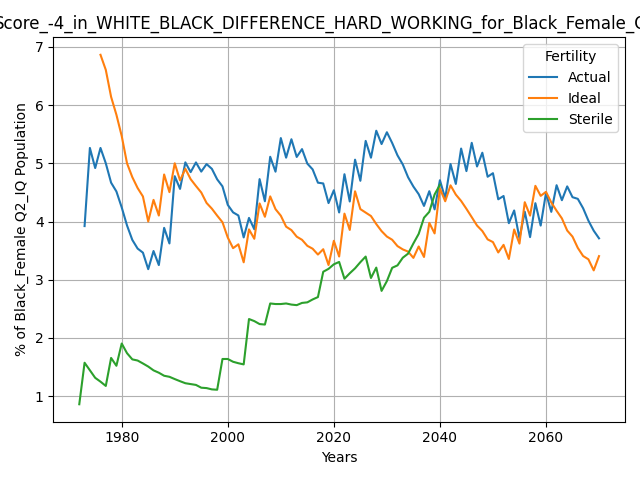 Score_-4_in_WHITE_BLACK_DIFFERENCE_HARD_WORKING_for_Black_Female_
Fertility
Actual
Ideal
Sterile
% of Black_Female Q2_IQ Population
7
6
5
4
3
2
1
1980
2000
2020
2040
2060
Years